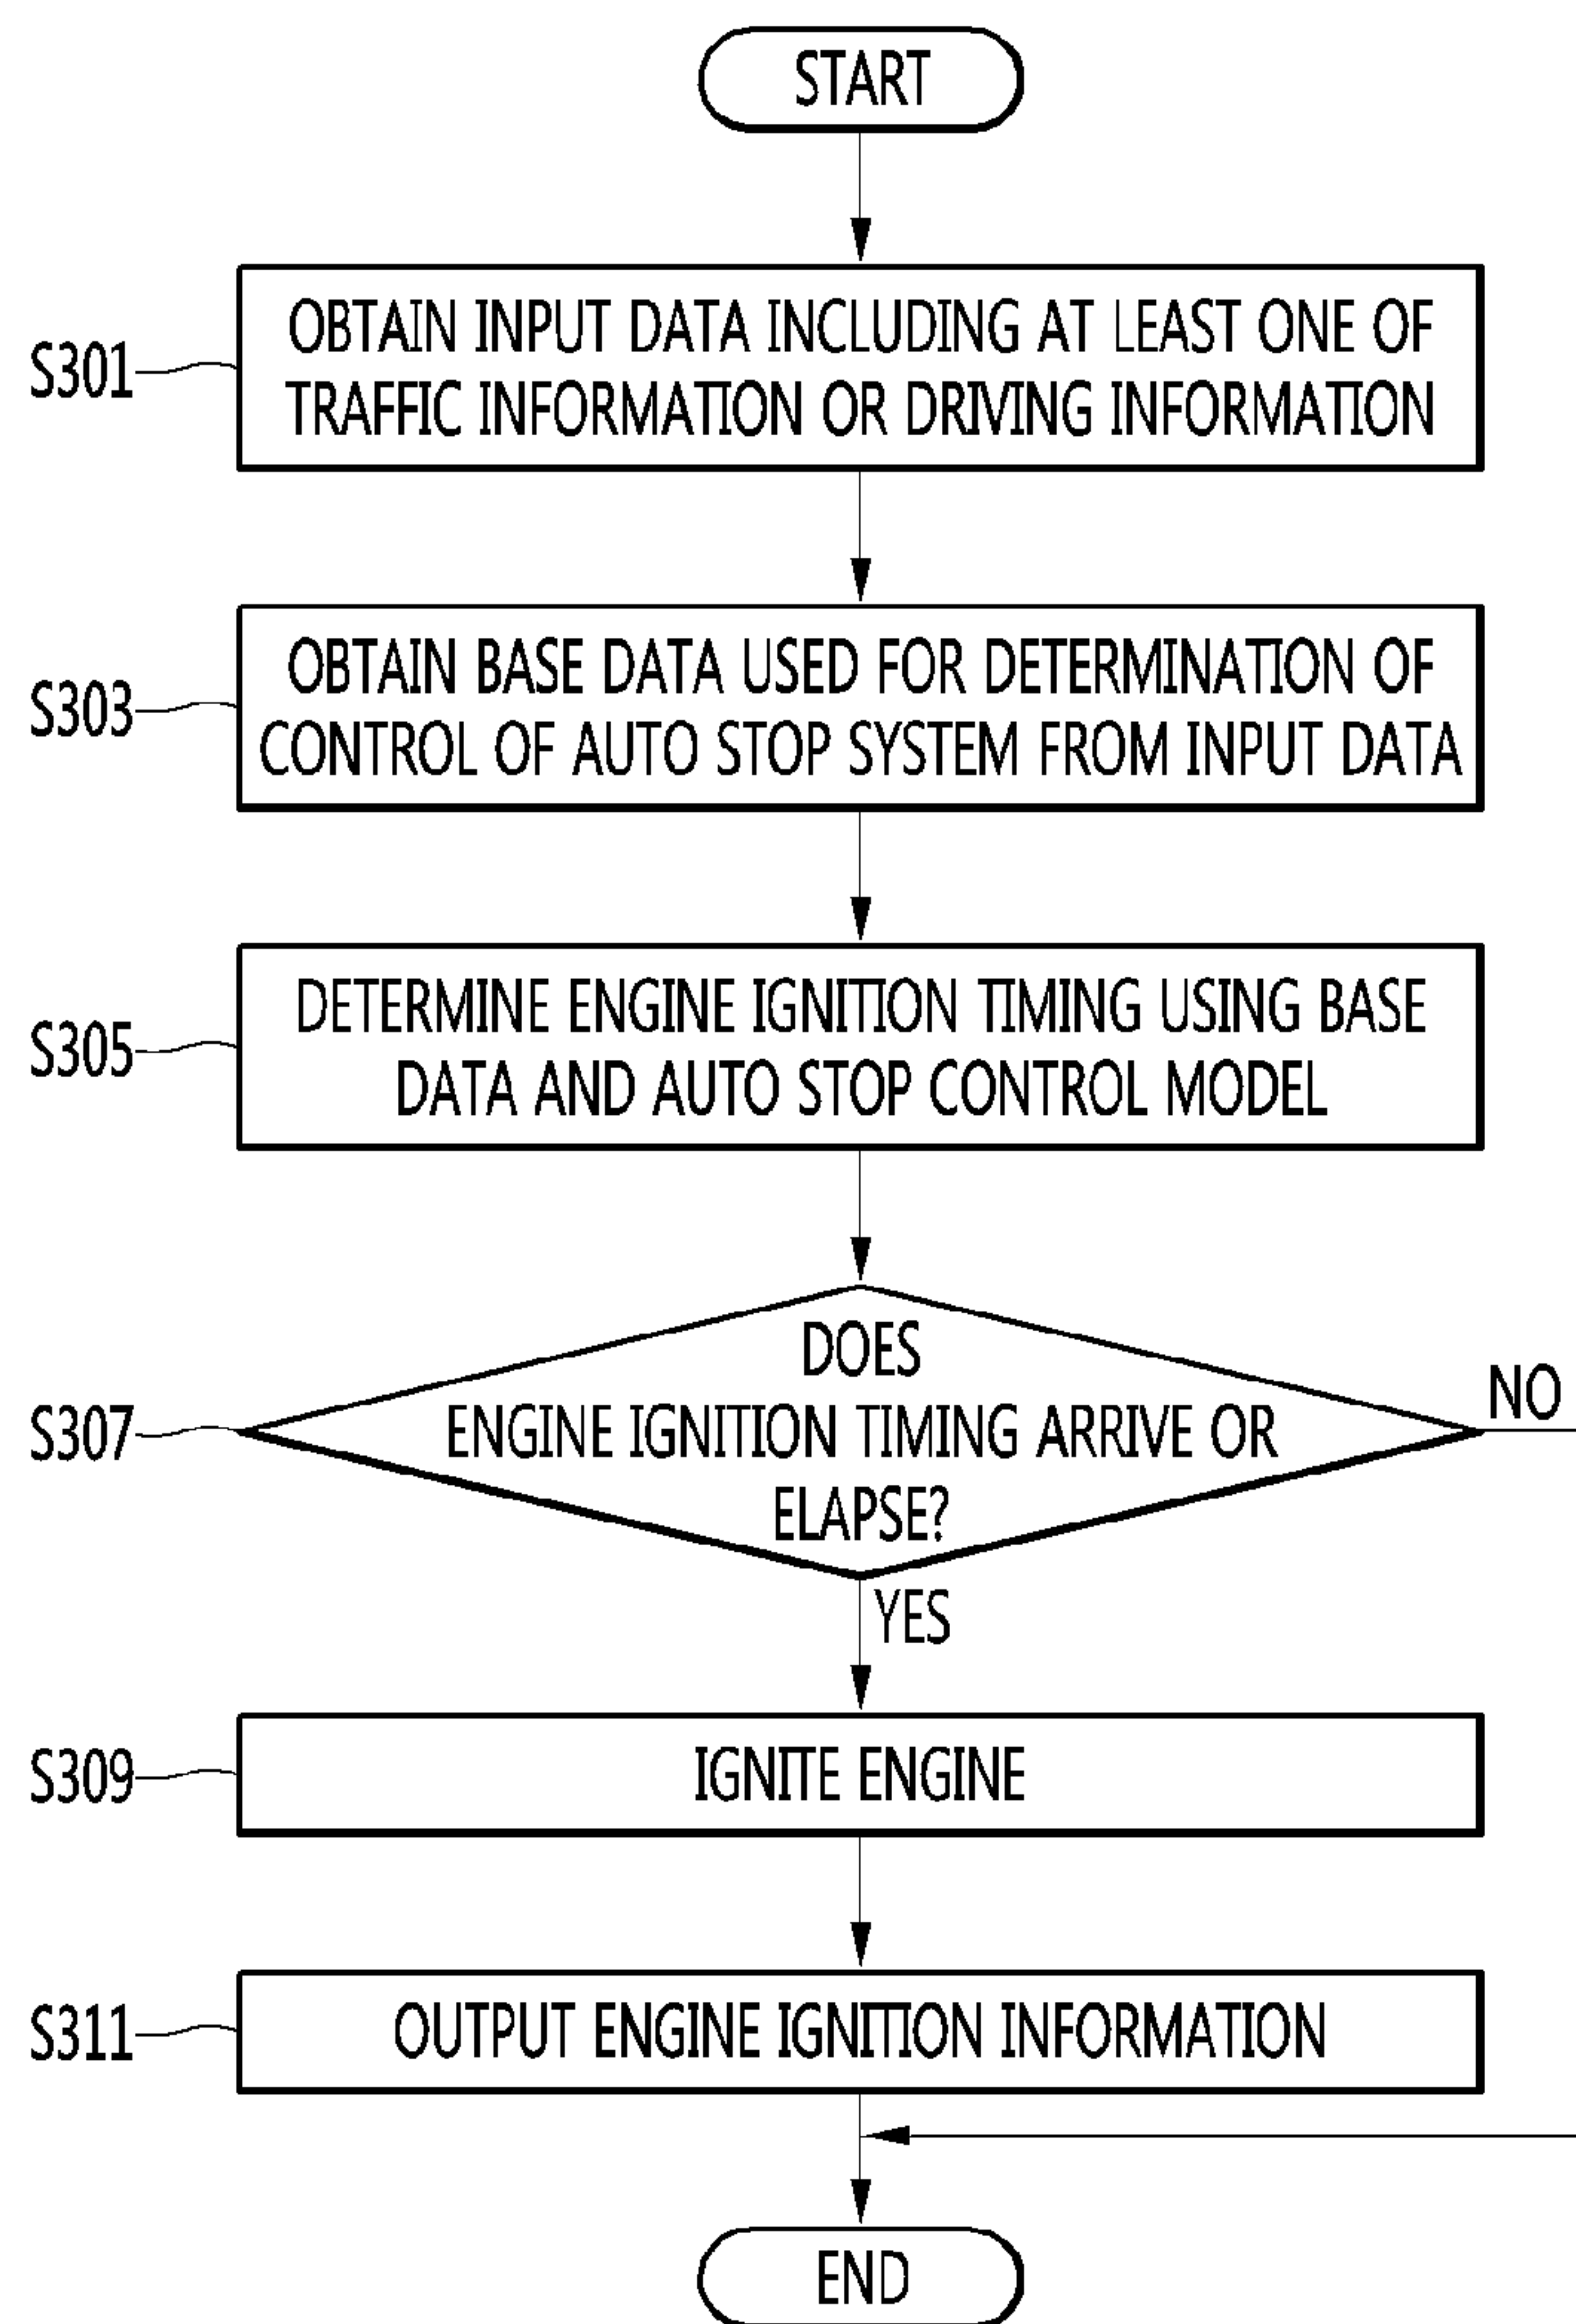 START
S301
OBTAIN INPUT DATA INCLUDING AT LEAST ONE OF
TRAFFIC INFORMATION OR DRIVING INFORMATION
S303
OBTAIN BASE DATA USED FOR DETERMINATION OF
CONTROL OF AUTO STOP SYSTEM FROM INPUT DATA
S305
DETERMINE ENGINE IGNITION TIMING USING BASE
DATA AND AUTO STOP CONTROL MODEL
S307
DOES
ENGINE IGNITION TIMING ARRIVE OR
ELAPSE?
NO
YES
S309
IGNITE ENGINE
S311
OUTPUT ENGINE IGNITION INFORMATION
END